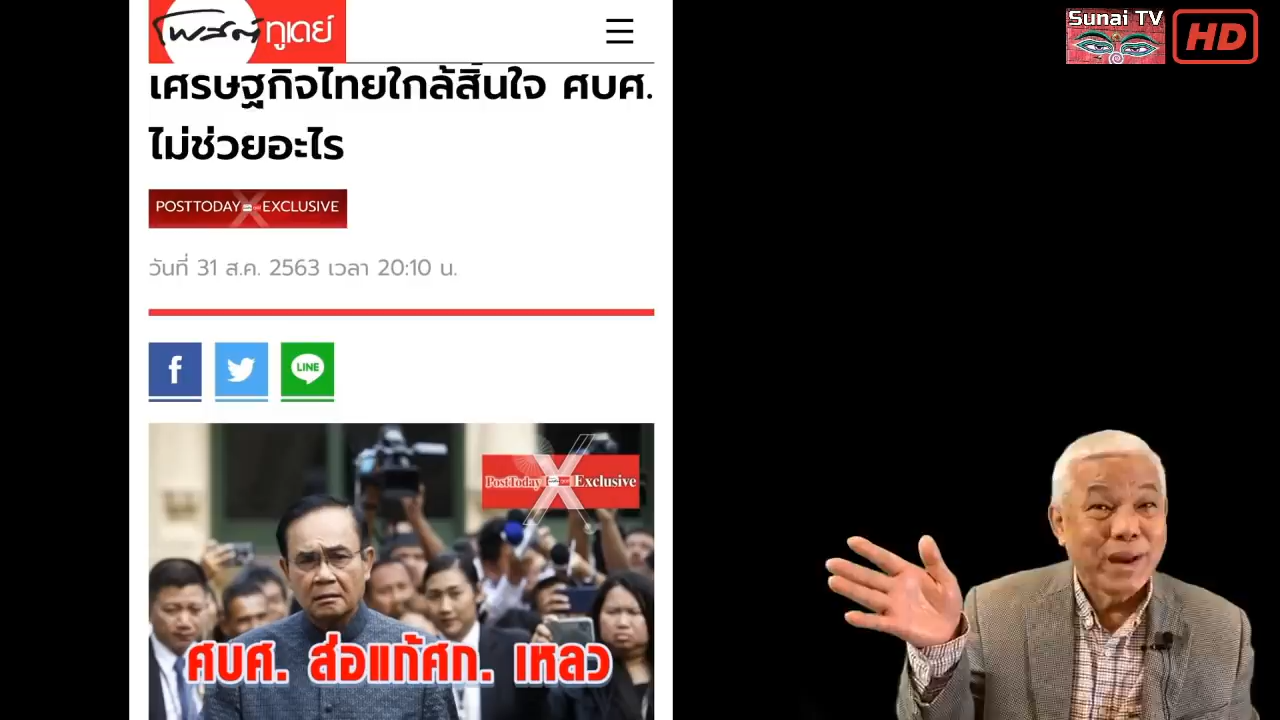 โพสต์ทูเดย์
Sunai TV
HD
เศรษฐกิจไทยใกล้สิ้นใจ ศบศ.
ไม่ช่วยอะไร
POSTTODAY EXCLUSIVE
วันที่ 31 ส.ค. 2563 เวลา 20:10 น.
f
LINE
PostToday X Exclusive
ศบศ. ส่อแก้ศก. เหลว